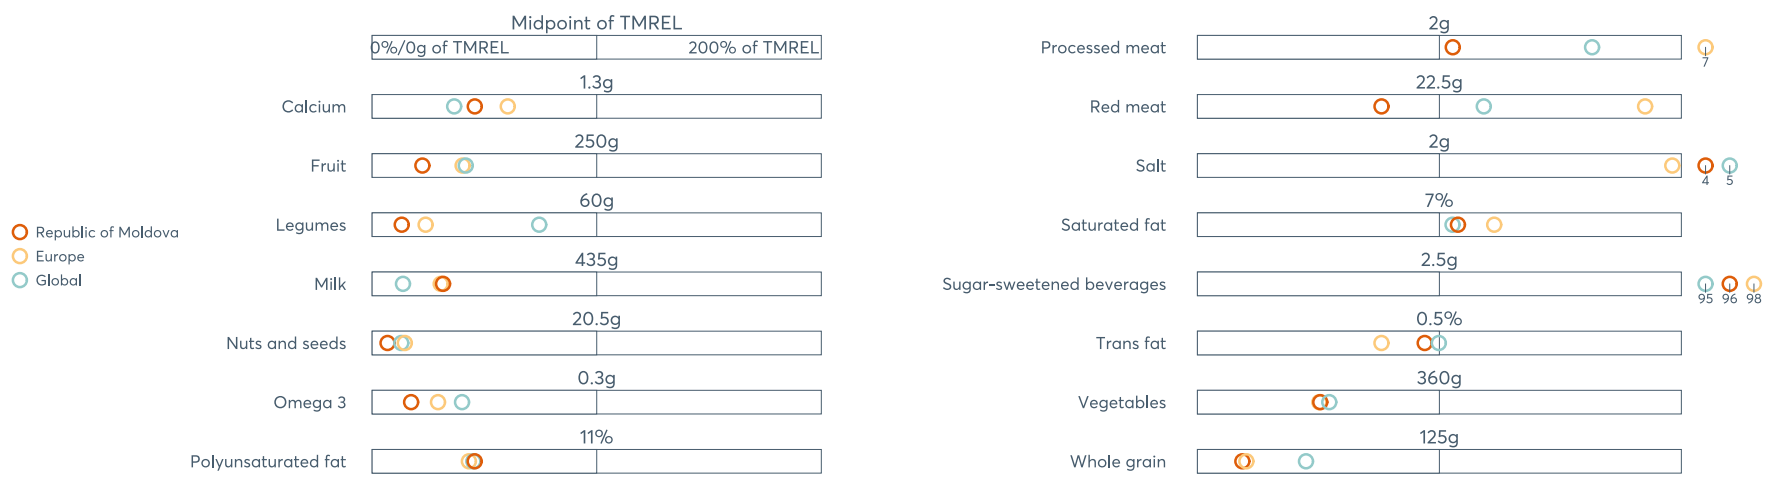 Midpoint of TMREL
0%/0g of TMREL
200% of TMREL
1.3g
Calcium
250g
Fruit
60g
Legumes
435g
Milk
20.5g
Nuts and seeds
0.3g
Omega 3
11%
Polyunsaturated fat
Republic of Moldova
Europe
Global
2g
Processed meat
7
22.5g
Red meat
2g
Salt
4 5
7%
Saturated fat
2.5g
Sugar-sweetened beverages
95 96 98
0.5%
Trans fat
360g
Vegetables
125g
Whole grain